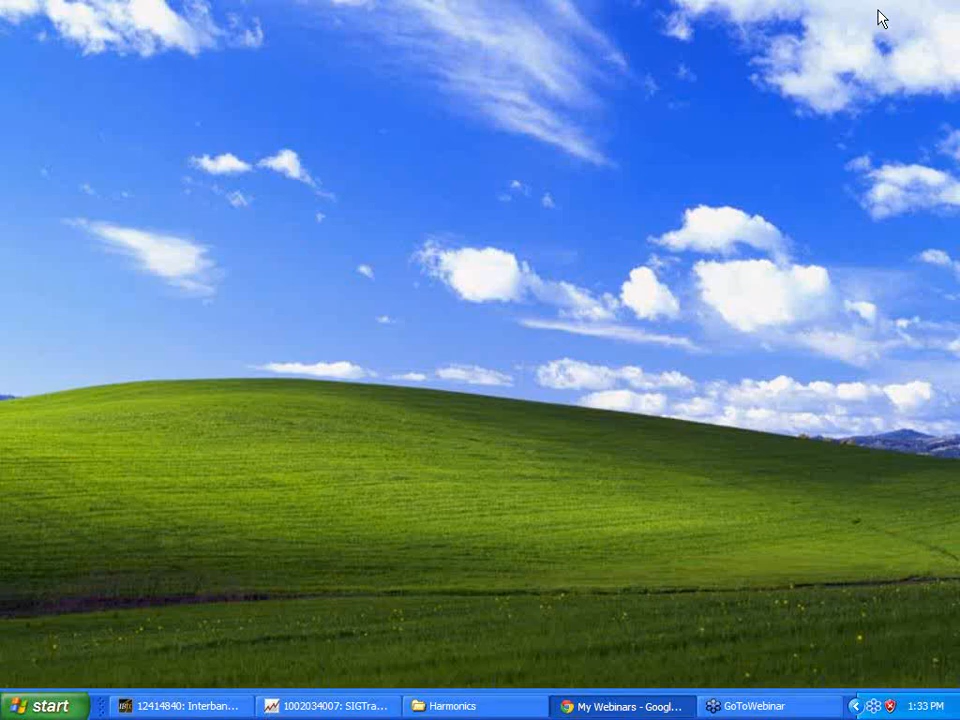 start
12414840: Interban...
1002034007: SIGTra...
Harmonics
My Webinars - Googl...
GoToWebinar
1:33 PM